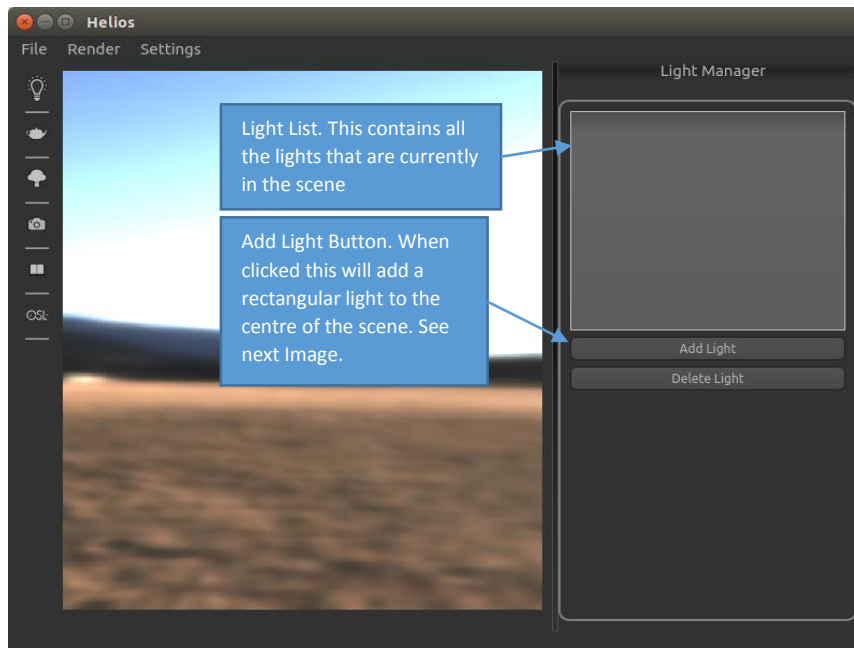 Helios
File Render Settings
Light Manager
Light List. This contains all
the lights that are currently
in the scene
Add Light Button. When
clicked this will add a
rectangular light to the
centre of the scene. See
next Image.
OSL
Add Light
Delete Light